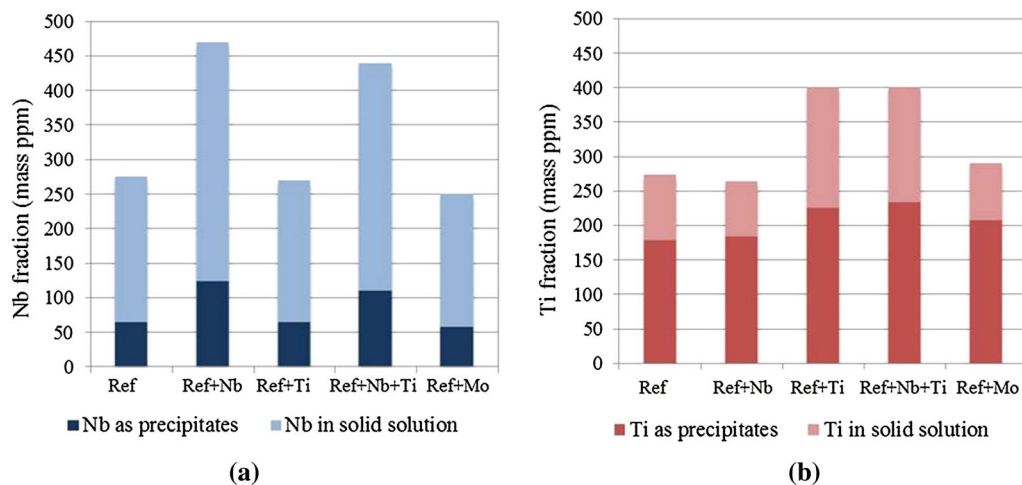 500
450
400
350
300
250
200
150
100
50
0
Nb fraction (mass ppm)
Ref Ref+Nb Ref+Ti Ref+Nb+Ti Ref+Mo
Nb as precipitates Nb in solid solution
(a)
500
450
400
350
300
250
200
150
100
50
0
Ti fraction (mass ppm)
Ref Ref+Nb Ref+Ti Ref+Nb+Ti Ref+Mo
Ti as precipitates Ti in solid solution
(b)